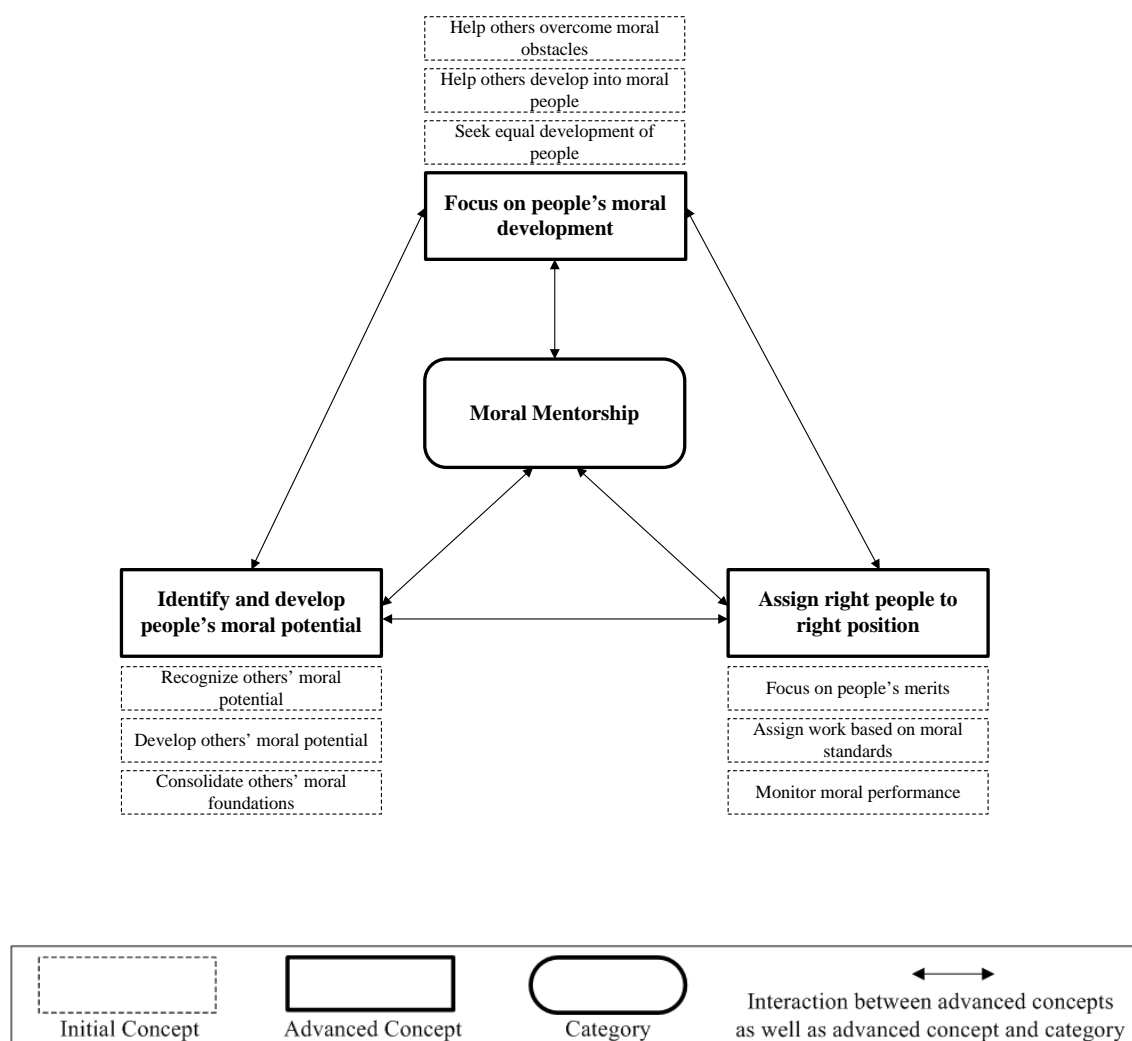 Help others overcome moral
obstacles
Help others develop into moral
people
Seek equal development of
people
Focus on people’s moral
development
Moral Mentorship
Identify and develop
people’s moral potential
Recognize others’ moral
potential
Develop others’ moral potential
Consolidate others’ moral
foundations
Assign right people to
right position
Focus on people’s merits
Assign work based on moral
standards
Monitor moral performance
Initial Concept
Advanced Concept
Category
Interaction between advanced concepts
as well as advanced concept and category